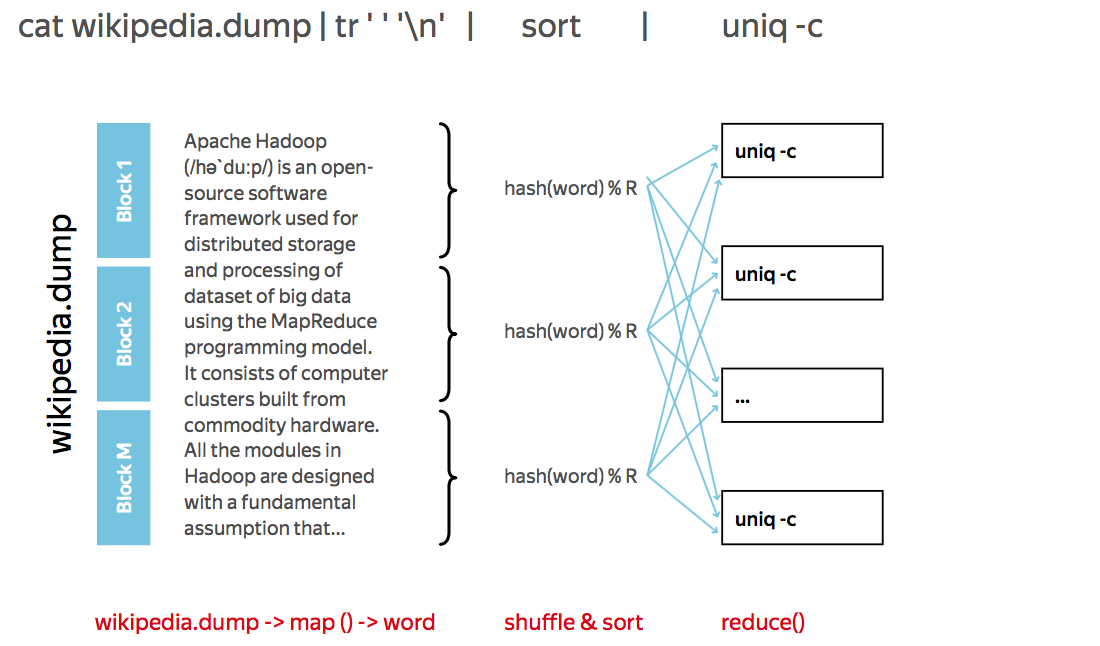 cat wikipedia.dump | tr ' ' '\n' | sort | uniq -c
wikipedia.dump
Block 1
Block 2
Block M
Apache Hadoop
(/hə`du:p/) is an open-
source software
framework used for
distributed storage
and processing of
dataset of big data
using the MapReduce
programming model.
It consists of computer
clusters built from
commodity hardware.
All the modules in
Hadoop are designed
with a fundamental
assumption that...
hash(word) % R
hash(word) % R
hash(word) % R
uniq -c
uniq -c
...
uniq -c
wikipedia.dump -> map () -> word
shuffle & sort
reduce()